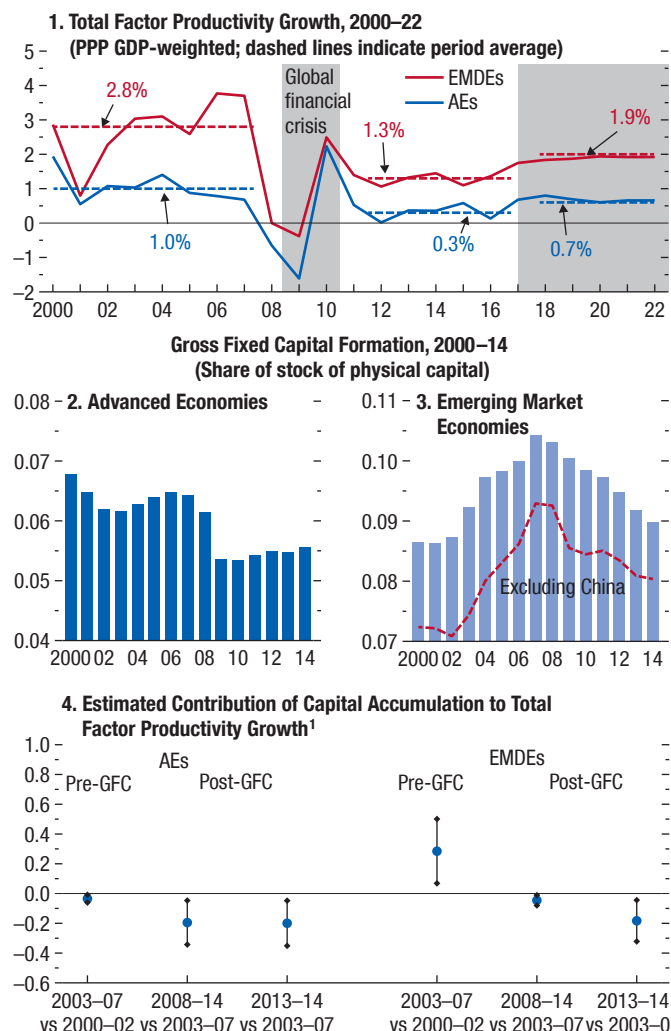 1. Total Factor Productivity Growth, 2000–22
(PPP GDP-weighted; dashed lines indicate period average)
5
4
3
2
1
0
–1
–2
Global
financial
crisis
EMDEs
AEs
2.8%
1.3%
1.9%
1.0%
0.3%
0.7%
2000 02 04 06 08 10 12 14 16 18 20 22
Gross Fixed Capital Formation, 2000–14
(Share of stock of physical capital)
2. Advanced Economies
0.08
0.07
0.06
0.05
0.04
2000 02 04 06 08 10 12 14
3. Emerging Market
Economies
0.11
0.10
0.09
0.08
0.07
Excluding China
2000 02 04 06 08 10 12 14
4. Estimated Contribution of Capital Accumulation to Total
Factor Productivity Growth¹
1.0
0.8
0.6
0.4
0.2
0.0
–0.2
–0.4
–0.6
AEs EMDEs
Pre-GFC Post-GFC Pre-GFC Post-GFC
2003–07 2008–14 2013–14 2003–07 2008–14 2013–14
vs 2000–02 vs 2003–07 vs 2003–07 vs 2000–02 vs 2003–07 vs 2003–0